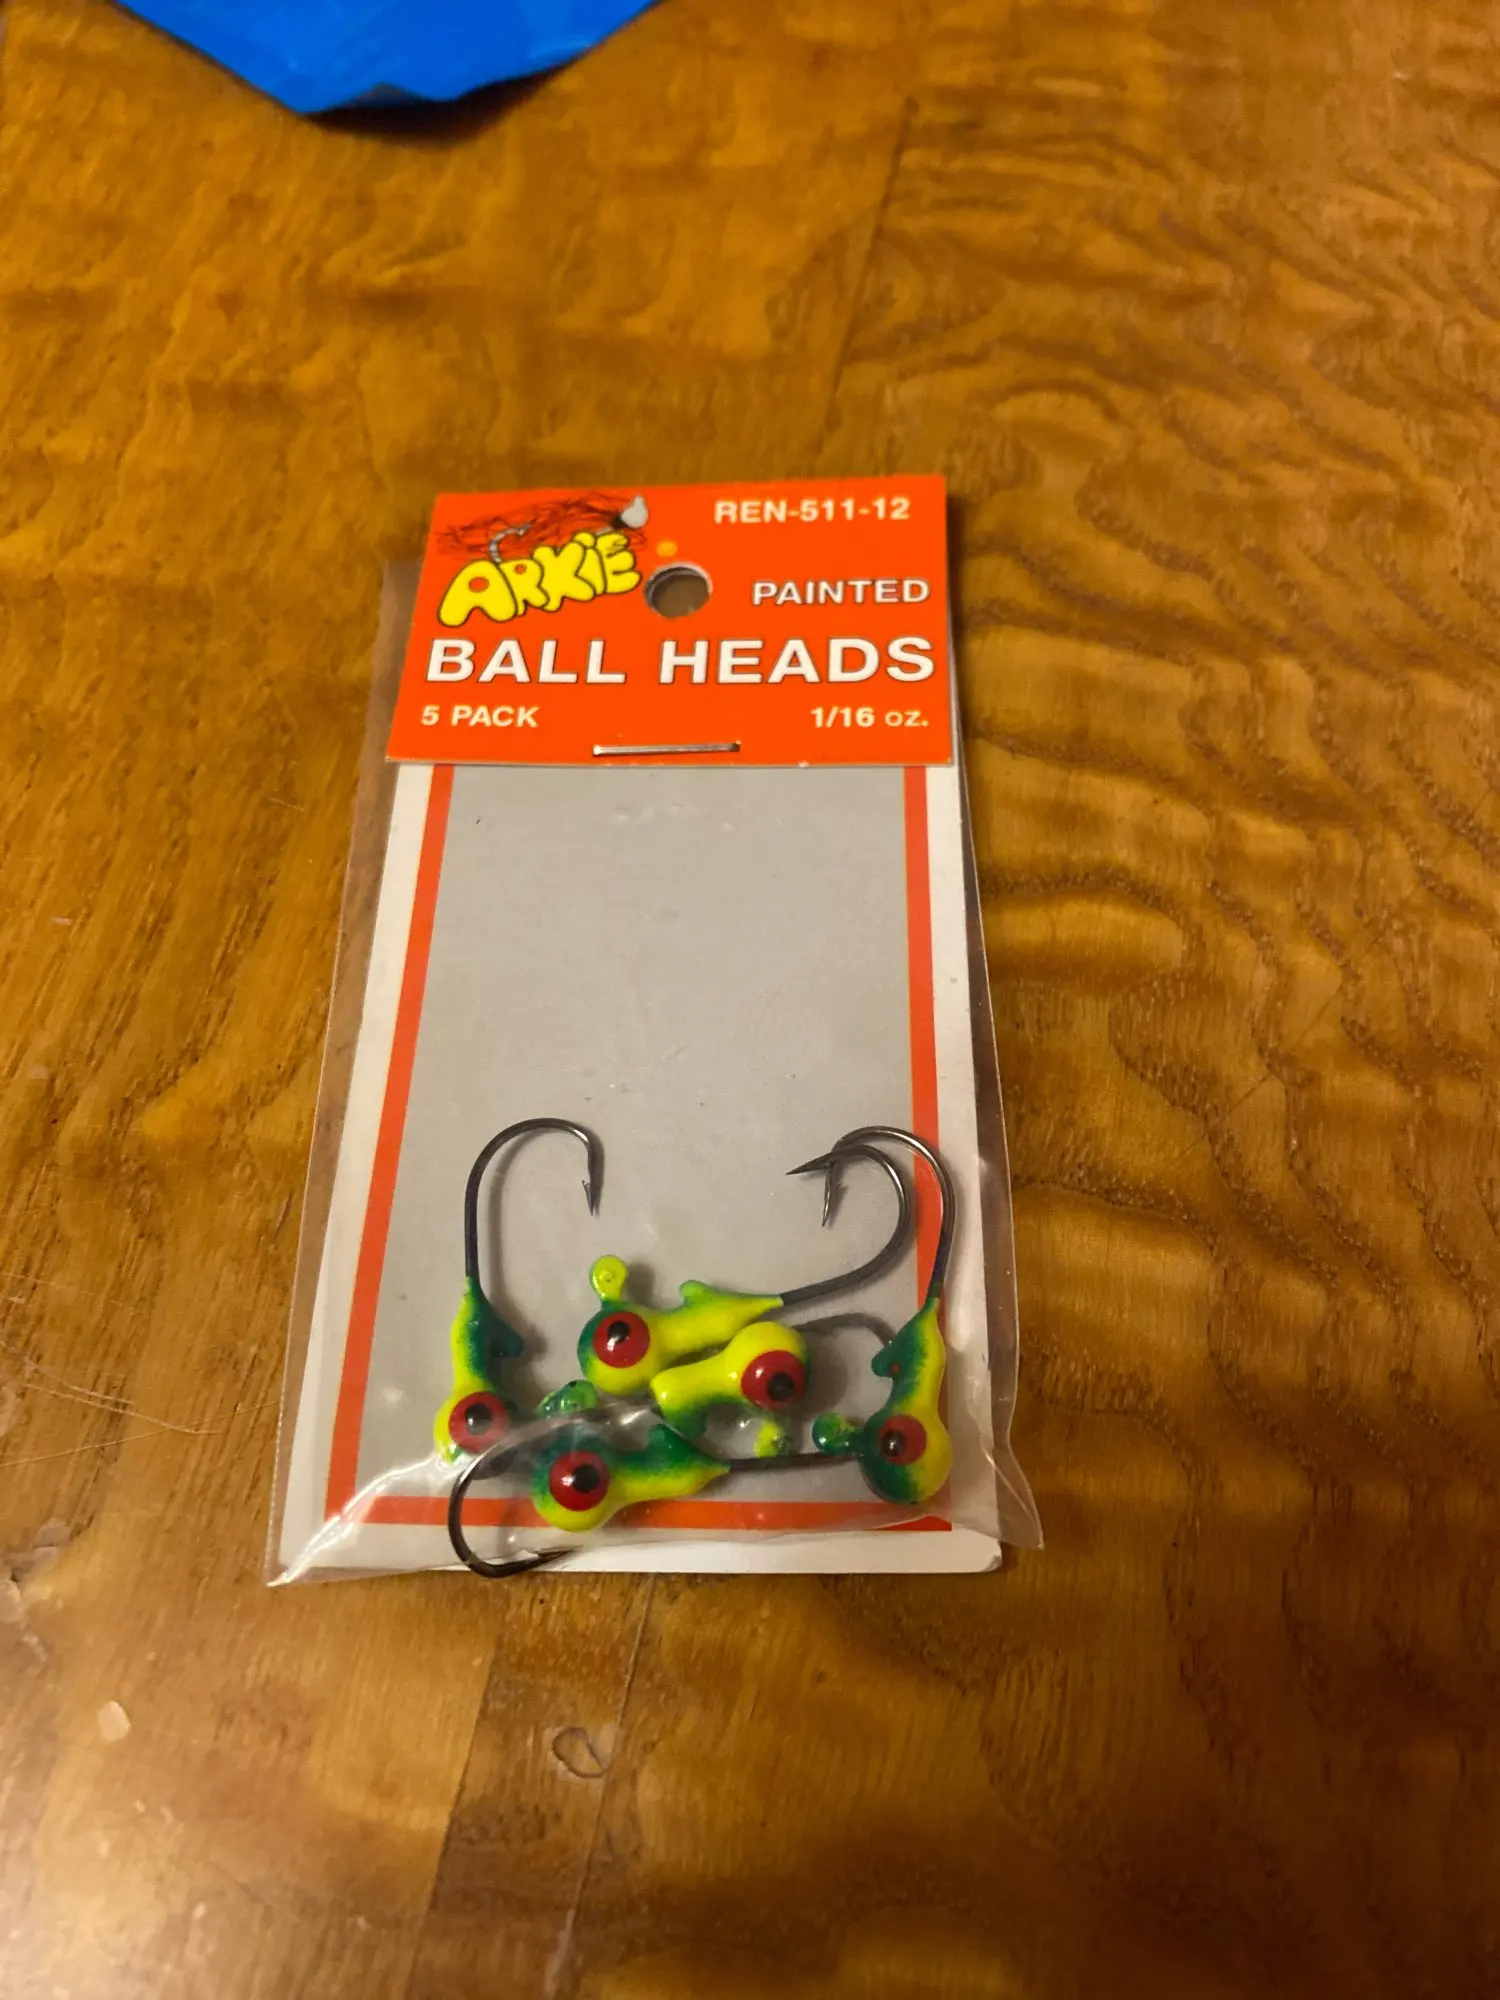 REN-511-12
ARKIE
PAINTED
BALL HEADS
5 PACK 1/16 oz.